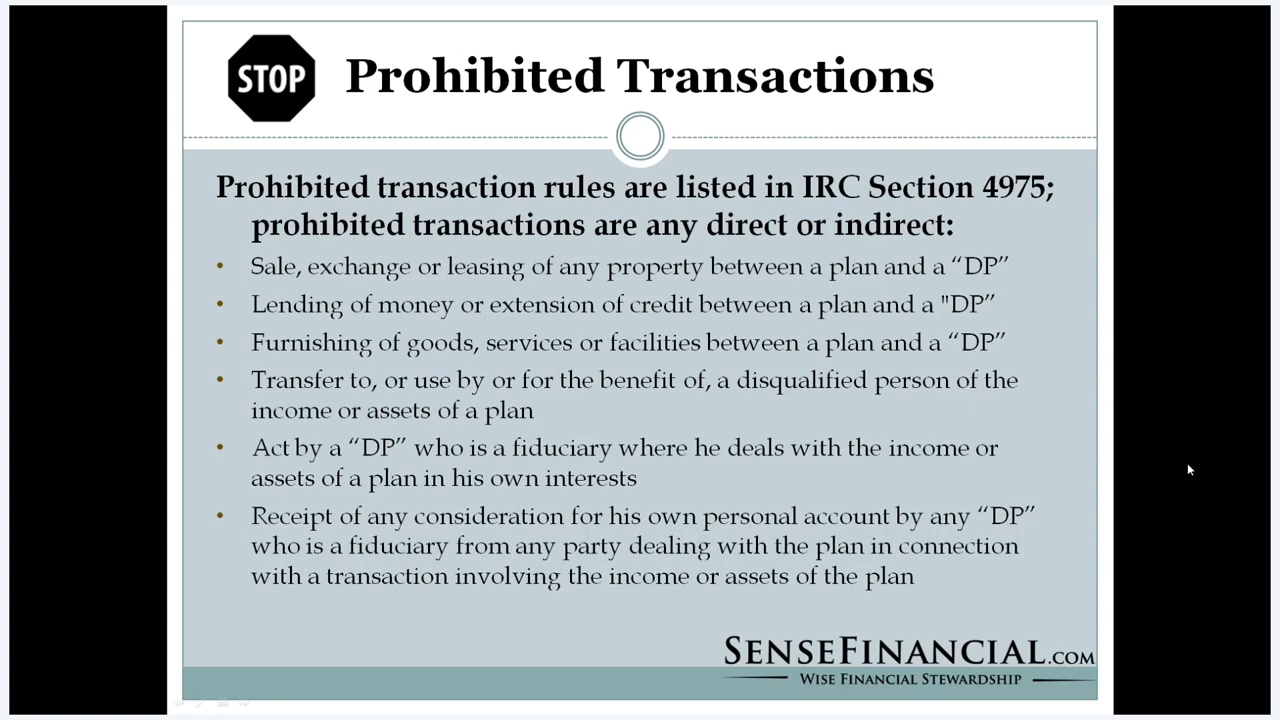 STOP
Prohibited Transactions
Prohibited transaction rules are listed in IRC Section 4975;
prohibited transactions are any direct or indirect:
• Sale, exchange or leasing of any property between a plan and a “DP”
• Lending of money or extension of credit between a plan and a "DP”
• Furnishing of goods, services or facilities between a plan and a “DP”
• Transfer to, or use by or for the benefit of, a disqualified person of the
income or assets of a plan
• Act by a “DP” who is a fiduciary where he deals with the income or
assets of a plan in his own interests
• Receipt of any consideration for his own personal account by any “DP”
who is a fiduciary from any party dealing with the plan in connection
with a transaction involving the income or assets of the plan
SENSEFINANCIAL.COM
WISE FINANCIAL STEWARDSHIP